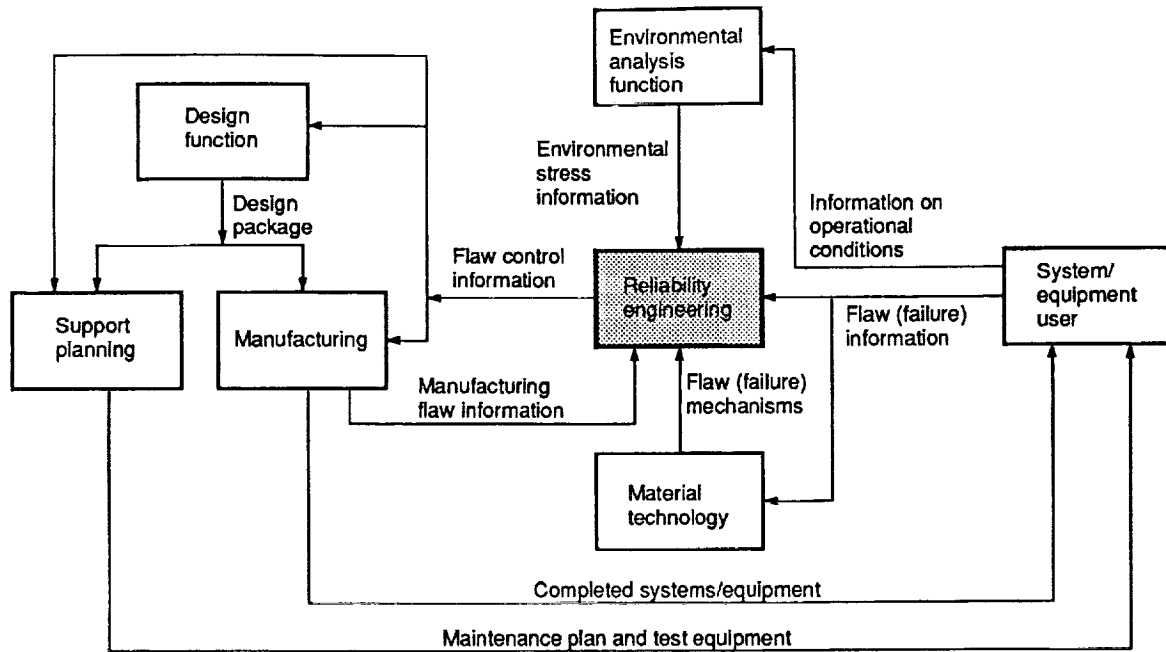 Environmental
analysis
function
Design
function
Environmental
stress
information
Design
package
Information on
operational
conditions
Flaw control
information
Reliability
engineering
System/
equipment
user
Support
planning
Manufacturing
Flaw (failure)
information
Manufacturing
flaw information
Flaw (failure)
mechanisms
Material
technology
Completed systems/equipment
Maintenance plan and test equipment